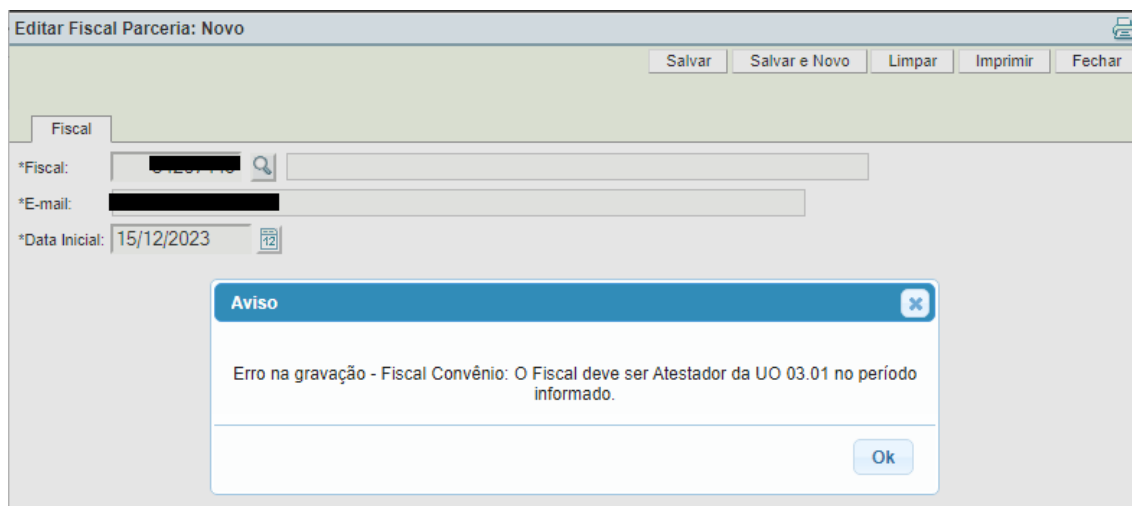 Editar Fiscal Parceria: Novo
Salvar Salvar e Novo Limpar Imprimir Fechar
Fiscal
*Fiscal:
*E-mail:
*Data Inicial: 15/12/2023 12
Aviso
Erro na gravação - Fiscal Convênio: O Fiscal deve ser Atestador da UO 03.01 no período
informado.
Ok